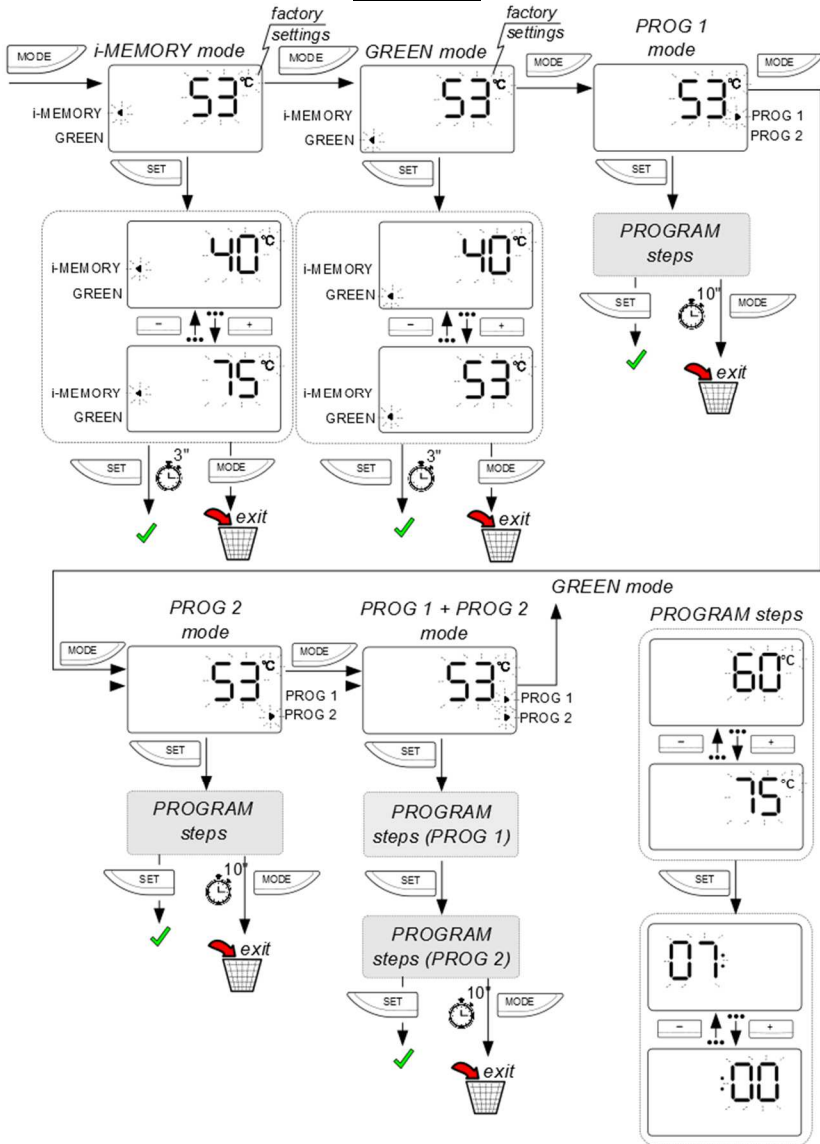 factory
settings
factory
settings
PROG 1
mode
i-MEMORY mode
GREEN mode
MODE
MODE
MODE
MODE
53°C
i-MEMORY
GREEN
53°C
i-MEMORY
GREEN
53°C
PROG 1
PROG 2
SET
SET
SET
40°C
i-MEMORY
GREEN
- +
75°C
i-MEMORY
GREEN
40°C
i-MEMORY
GREEN
- +
53°C
i-MEMORY
GREEN
PROGRAM
steps
SET
10"
MODE
exit
SET
3"
MODE
exit
SET
3"
MODE
exit
GREEN mode
PROG 2
mode
PROG 1 + PROG 2
mode
PROGRAM steps
MODE
53°C
PROG 1
PROG 2
MODE
53°C
PROG 1
PROG 2
SET
SET
PROGRAM
steps
SET
10"
MODE
exit
PROGRAM
steps (PROG 1)
SET
PROGRAM
steps (PROG 2)
SET
10"
MODE
exit
60°C
- +
75°C
SET
07:
- +
:00